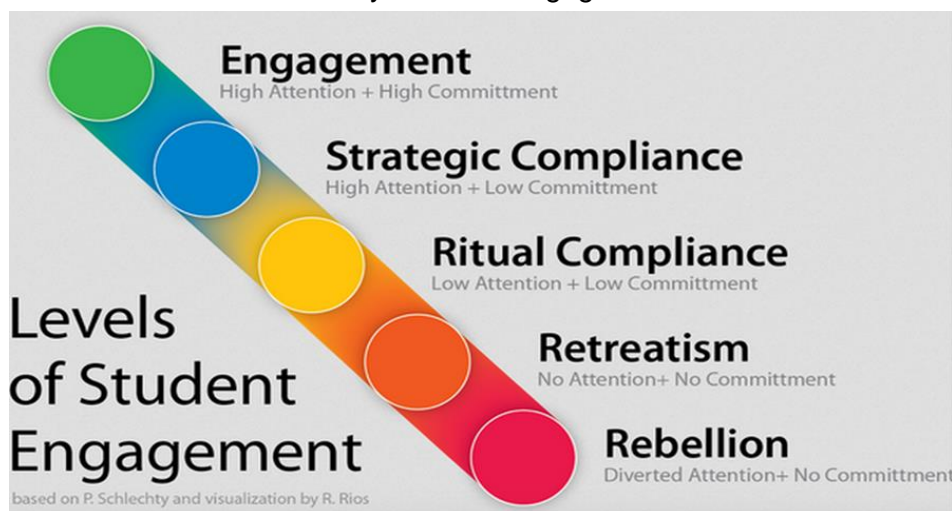 Engagement
High Attention + High Committment
Strategic Compliance
High Attention + Low Committment
Ritual Compliance
Low Attention + Low Committment
Retreatism
No Attention+ No Committment
Rebellion
Diverted Attention+ No Committment
Levels
of Student
Engagement
based on P. Schlechty and visualization by R. Rios